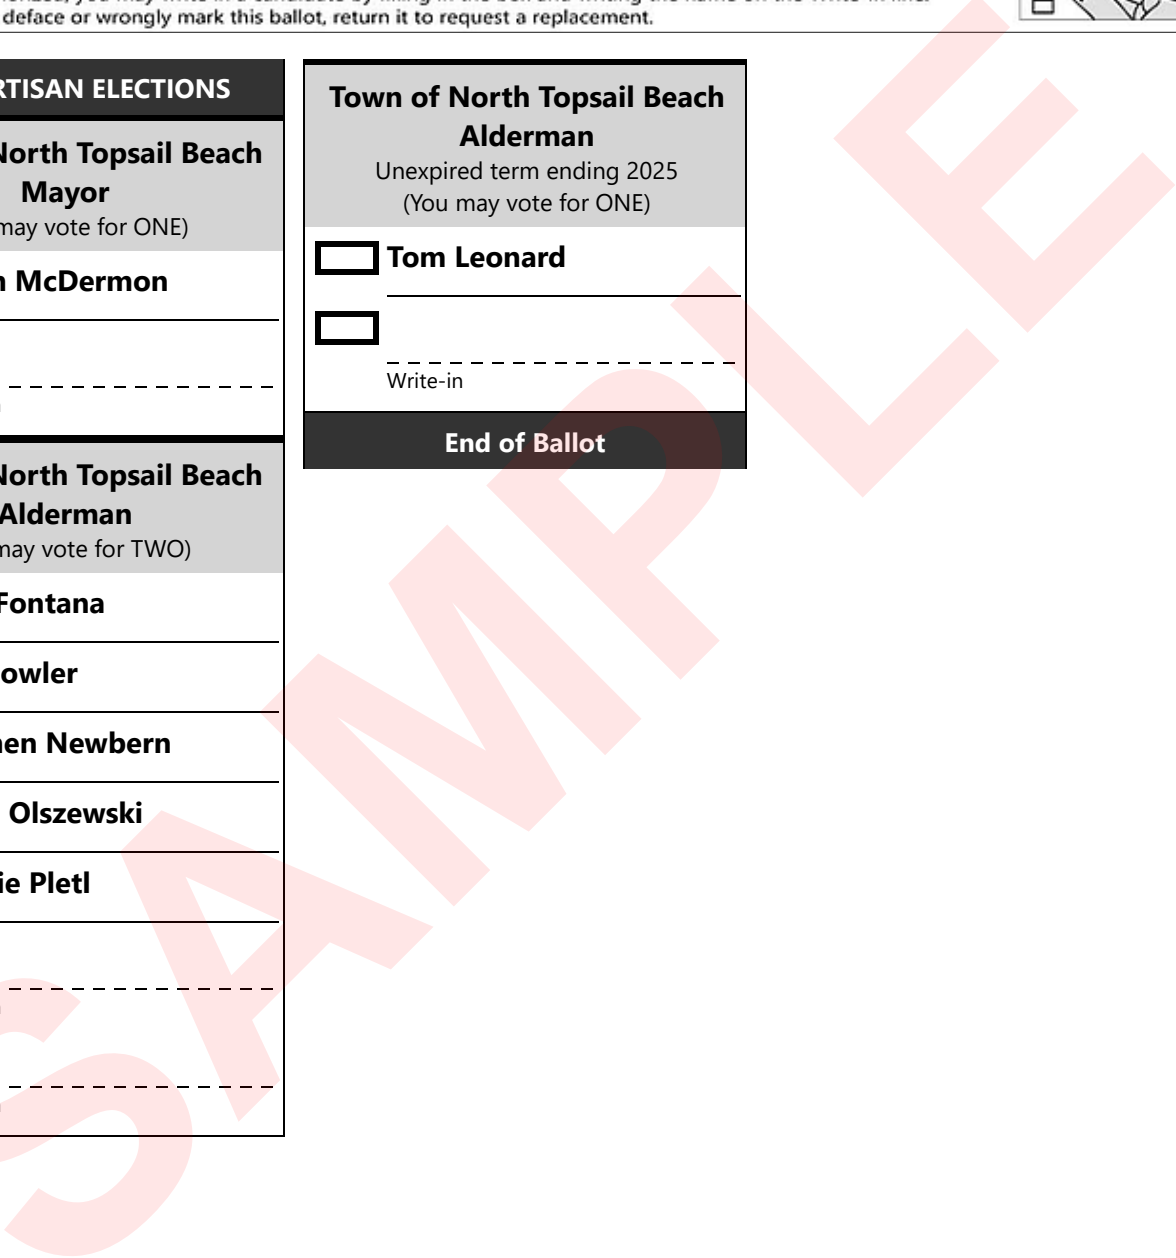 deface or wrongly mark this ballot, return it to request a replacement.
RTISAN ELECTIONS
North Topsail Beach
Mayor
may vote for ONE)
McDermon
North Topsail Beach
Alderman
may vote for TWO)
Fontana
owler
en Newbern
Olszewski
ie Pletl
Town of North Topsail Beach
Alderman
Unexpired term ending 2025
(You may vote for ONE)
Tom Leonard
Write-in
End of Ballot
SAMPLE